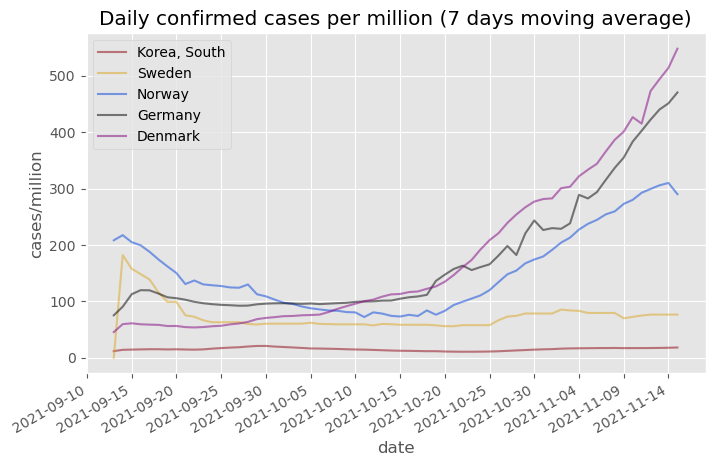 Daily confirmed cases per million (7 days moving average)
Korea, South
Sweden
Norway
Germany
Denmark
500
400
300
200
100
0
cases/million
2021-09-10
2021-09-15
2021-09-20
2021-09-25
2021-09-30
2021-10-05
2021-10-10
2021-10-15
2021-10-20
2021-10-25
2021-10-30
2021-11-04
2021-11-09
2021-11-14
date